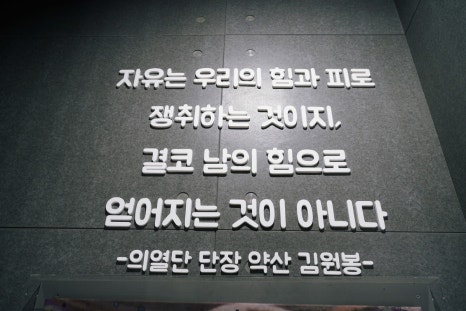 자유는 우리의 힘과 피로
쟁취하는 것이지,
결코 남의 힘으로
얻어지는 것이 아니다
-의열단 단장 약산 김원봉-